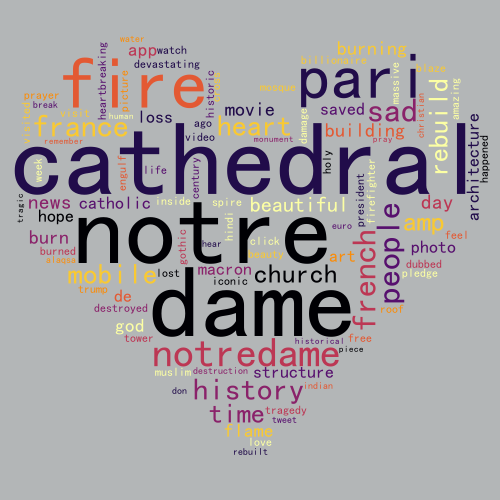 water
app watch
burning
heartbreaking
devastating
billionaire
fire
pari
blaze
picture
historic
mosque
massive
prayer
break
visit
human
loss
movie
saved
sad
rebuild
amazing
visited
france
remember
ago
video
heart
monument
damage
building
pray
christian
architecture
happened
cathedral
week
engulf
life
century
holy
president
firefighter
tragic
news catholic
inside
spire
beautiful
day
hope
notre
hindi
euro
people
amp
feel
burn
burned
gothic
hear
click
beauty
art
french
photo
dubbed
mobile
lost
macron
iconic
church
pledge
trump
de
dame
roof
destroyed
god
tower
historical
free
notredame
piece
muslim
destruction
structure
don
history
indian
time
tragedy
tweet
flame
love
rebuilt